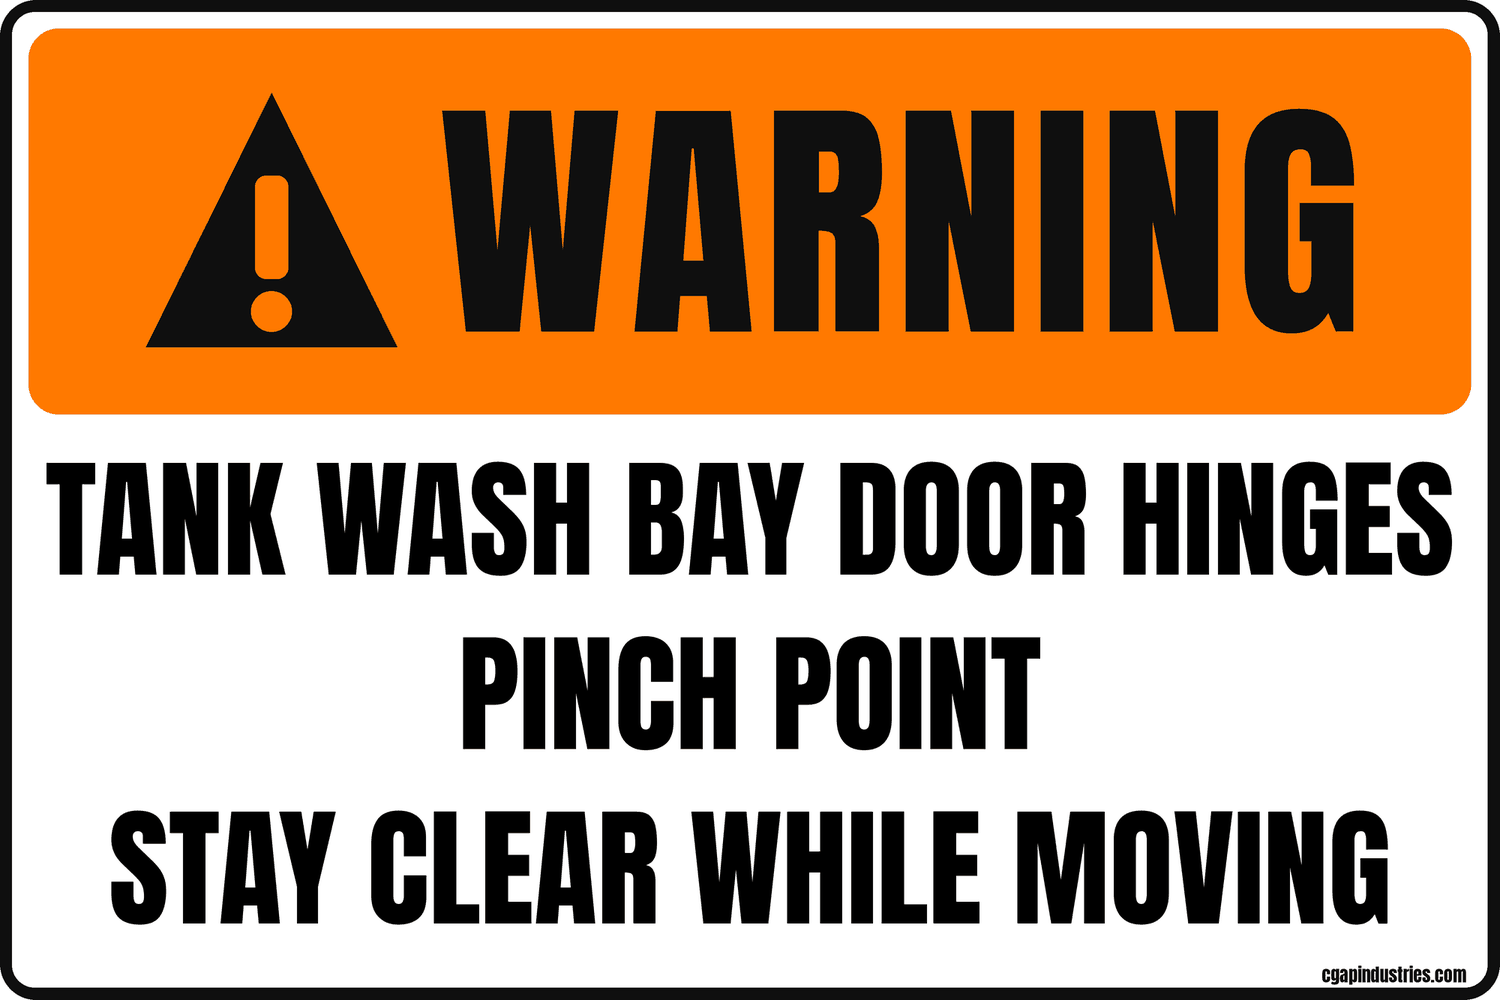 WARNING
TANK WASH BAY DOOR HINGES
PINCH POINT
STAY CLEAR WHILE MOVING
cgapindustries.com